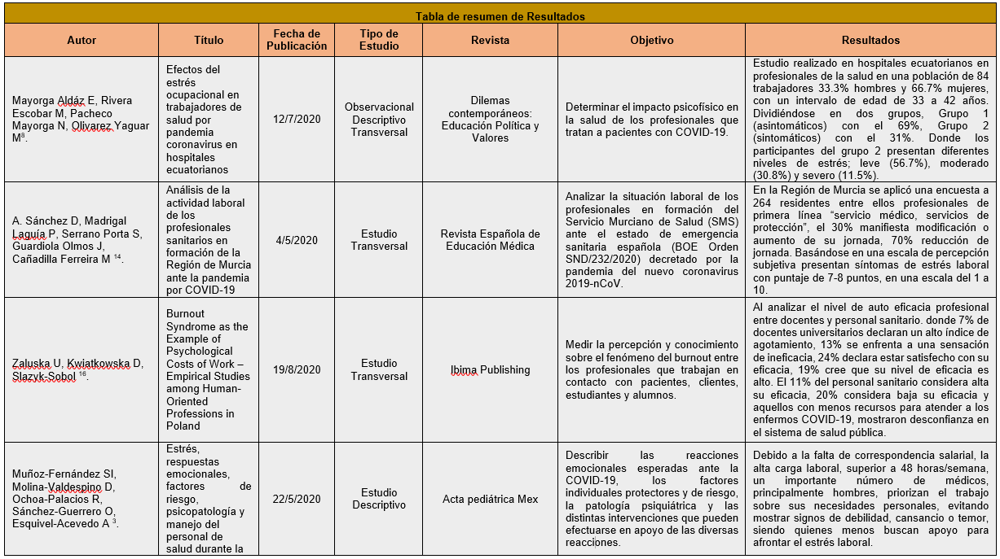 Tabla de resumen de Resultados
Autor
Título
Fecha de
Publicación
Tipo de
Estudio
Revista
Objetivo
Resultados
Mayorga Aldáz E, Rivera
Escobar M, Pacheco
Mayorga N, Olivarez Yaguar
M⁸.
Efectos del
estrés
ocupacional en
trabajadores de
salud por
pandemia
coronavirus en
hospitales
ecuatorianos
12/7/2020
Observacional
Descriptivo
Transversal
Dilemas
contemporáneos:
Educación Política y
Valores
Determinar el impacto psicofísico en
la salud de los profesionales que
tratan a pacientes con COVID-19.
Estudio realizado en hospitales ecuatorianos en
profesionales de la salud en una población de 84
trabajadores 33.3% hombres y 66.7% mujeres,
con un intervalo de edad de 33 a 42 años.
Dividiéndose en dos grupos, Grupo 1
(asintomáticos) con el 69%, Grupo 2
(sintomáticos) con el 31%. Donde los
participantes del grupo 2 presentan diferentes
niveles de estrés; leve (56.7%), moderado
(30.8%) y severo (11.5%).
A. Sánchez D, Madrigal
Laguía P, Serrano Porta S,
Guardiola Olmos J,
Cañadilla Ferreira M ¹⁴.
Análisis de la
actividad laboral
de los
profesionales
sanitarios en
formación de la
Región de Murcia
ante la pandemia
por COVID-19
4/5/2020
Estudio
Transversal
Revista Española de
Educación Médica
Analizar la situación laboral de los
profesionales en formación del
Servicio Murciano de Salud (SMS)
ante el estado de emergencia
sanitaria española (BOE Orden
SND/232/2020) decretado por la
pandemia del nuevo coronavirus
2019-nCoV.
En la Región de Murcia se aplicó una encuesta a
264 residentes entre ellos profesionales de
primera línea “servicio médico, servicios de
protección”, el 30% manifiesta modificación o
aumento de su jornada, 70% reducción de
jornada. Basándose en una escala de percepción
subjetiva presentan síntomas de estrés laboral
con puntaje de 7-8 puntos, en una escala del 1 a
10.
Zaluska U, Kwiatkowska D,
Slazyk-Sobol ¹⁶.
Burnout
Syndrome as the
Example of
Psychological
Costs of Work –
Empirical Studies
among Human-
Oriented
Professions in
Poland
19/8/2020
Estudio
Transversal
Ibima Publishing
Medir la percepción y conocimiento
sobre el fenómeno del burnout entre
los profesionales que trabajan en
contacto con pacientes, clientes,
estudiantes y alumnos.
Al analizar el nivel de auto eficacia profesional
entre docentes y personal sanitario. donde 7% de
docentes universitarios declaran un alto índice de
agotamiento, 13% se enfrenta a una sensación
de ineficacia, 24% declara estar satisfecho con su
eficacia, 19% cree que su nivel de eficacia es
alto. El 11% del personal sanitario considera alta
su eficacia, 20% considera baja su eficacia y
aquellos con menos recursos para atender a los
enfermos COVID-19, mostraron desconfianza en
el sistema de salud pública.
Muñoz-Fernández SI,
Molina-Valdespino D,
Ochoa-Palacios R,
Sánchez-Guerrero O,
Esquivel-Acevedo A ³.
Estrés,
respuestas
emocionales,
factores de
riesgo,
psicopatología y
manejo del
personal de
salud durante la
22/5/2020
Estudio
Descriptivo
Acta pediátrica Mex
Describir las reacciones
emocionales esperadas ante la
COVID-19, los factores
individuales protectores y de riesgo,
la patología psiquiátrica y las
distintas intervenciones que pueden
efectuarse en apoyo de las diversas
reacciones.
Debido a la falta de correspondencia salarial, la
alta carga laboral, superior a 48 horas/semana,
un importante número de médicos,
principalmente hombres, priorizan el trabajo
sobre sus necesidades personales, evitando
mostrar signos de debilidad, cansancio o temor,
siendo quienes menos buscan apoyo para
afrontar el estrés laboral.